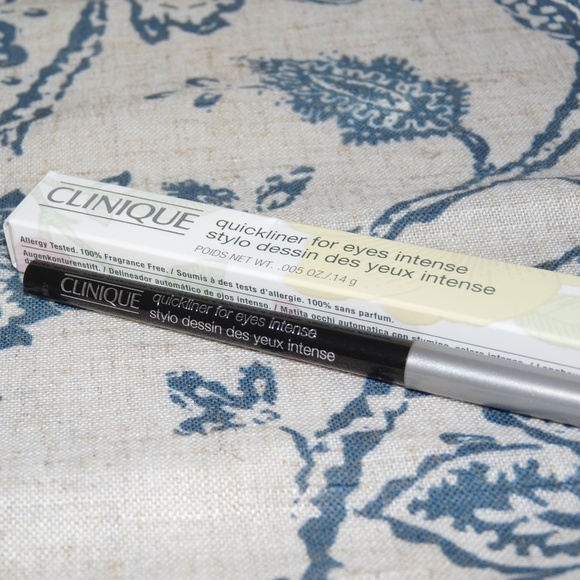 CLINIQUE
quickliner for eyes intense
stylo dessin des yeux intense
POIDS NET WT. .005 OZ./.14 g
Allergy Tested. 100% Fragrance Free. / Soumis à des tests d'allergie. 100% sans parfum.
Augenkonturenstift. / Delineador automático de ojos intenso. / Matita occhi automatica con sfumino, colore intenso. /
CLINIQUE
quickliner for eyes intense
stylo dessin des yeux intense